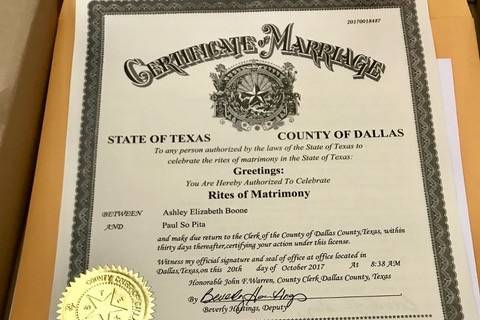 20170018487
CERTIFICATE of MARRIAGE
STATE OF TEXAS COUNTY OF DALLAS
To any person authorized by the laws of the State of Texas to
celebrate the rites of matrimony in the State of Texas:
Greetings:
You Are Hereby Authorized To Celebrate
Rites of Matrimony
BETWEEN Ashley Elizabeth Boone
AND Paul So Pita
and make due return to the Clerk of the County of Dallas County,Texas, within
thirty days thereafter,certifying your action under this license.
Witness my official signature and seal of office at office located in
Dallas,Texas,on this 20th day of October 2017 At 8:38 AM
Honorable John F.Warren, County Clerk,Dallas County, Texas
By
Beverly Hastings, Deputy